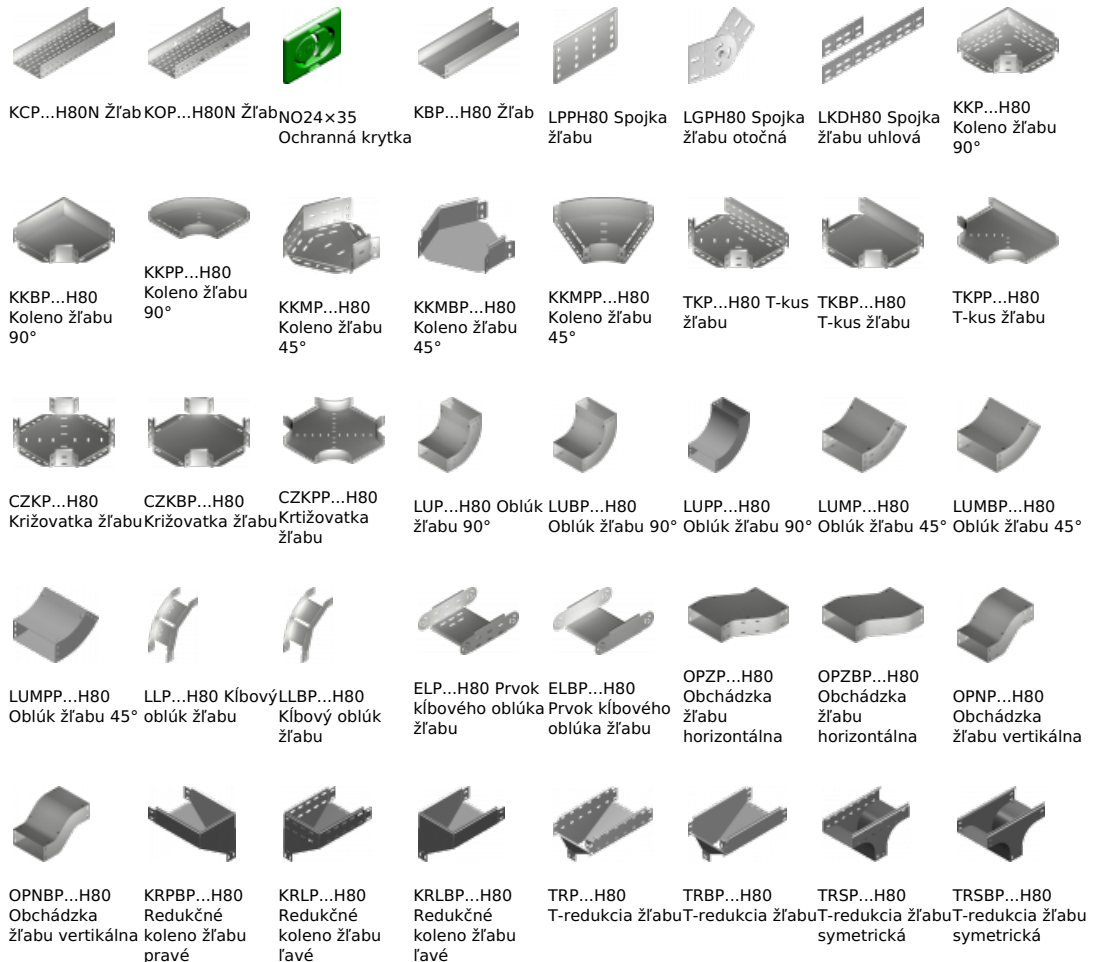 KCP...H80N Žľab
KOP...H80N Žľab
NO24×35
Ochranná krytka
KBP...H80 Žľab
LPPH80 Spojka
žľabu
LGPH80 Spojka
žľabu otočná
LKDH80 Spojka
žľabu uhlová
KKP...H80
Koleno žľabu
90°
KKBP...H80
Koleno žľabu
90°
KKPP...H80
Koleno žľabu
90°
KKMP...H80
Koleno žľabu
45°
KKMBP...H80
Koleno žľabu
45°
KKMPP...H80
Koleno žľabu
45°
TKP...H80 T-kus
žľabu
TKBP...H80
T-kus žľabu
TKPP...H80
T-kus žľabu
CZKP...H80
Križovatka žľabu
CZKBP...H80
Križovatka žľabu
CZKPP...H80
Krtižovatka
žľabu
LUP...H80 Oblúk
žľabu 90°
LUBP...H80
Oblúk žľabu 90°
LUPP...H80
Oblúk žľabu 90°
LUMP...H80
Oblúk žľabu 45°
LUMBP...H80
Oblúk žľabu 45°
LUMPP...H80
Oblúk žľabu 45°
LLP...H80 Kĺbový
oblúk žľabu
LLBP...H80
Kĺbový oblúk
žľabu
ELP...H80 Prvok
kĺbového oblúka
žľabu
ELBP...H80
Prvok kĺbového
oblúka žľabu
OPZP...H80
Obchádzka
žľabu
horizontálna
OPZBP...H80
Obchádzka
žľabu
horizontálna
OPNP...H80
Obchádzka
žľabu vertikálna
OPNBP...H80
Obchádzka
žľabu vertikálna
KRPBP...H80
Redukčné
koleno žľabu
pravé
KRLP...H80
Redukčné
koleno žľabu
ľavé
KRLBP...H80
Redukčné
koleno žľabu
ľavé
TRP...H80
T-redukcia žľabu
TRBP...H80
T-redukcia žľabu
TRSP...H80
T-redukcia žľabu
symetrická
TRSBP...H80
T-redukcia žľabu
symetrická